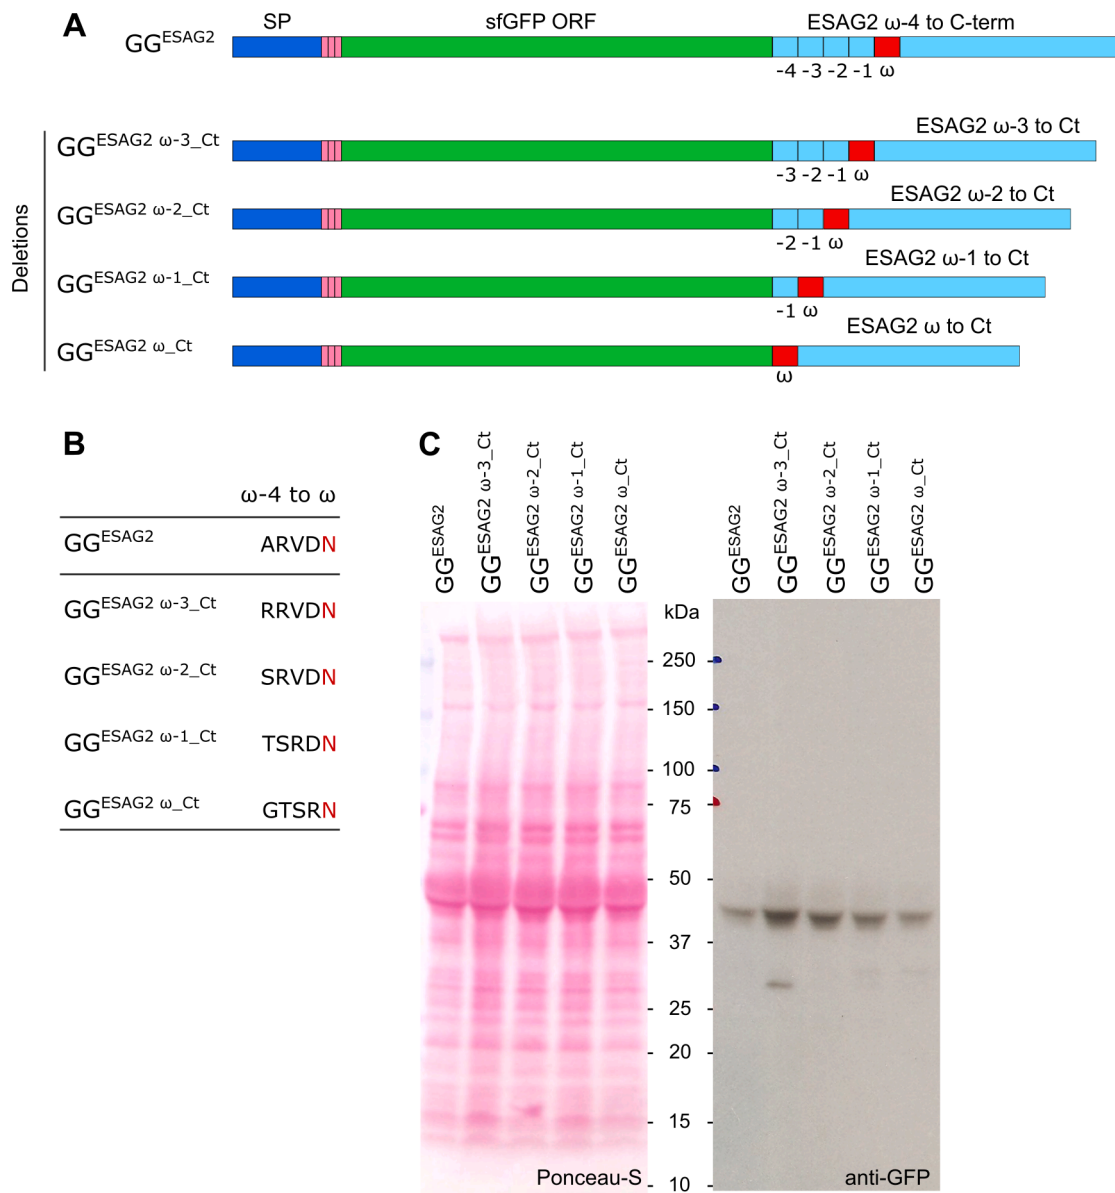 A
SP sfGFP ORF ESAG2 ω-4 to C-term
GG^ESAG2
-4 -3 -2 -1 ω
Deletions
GG^ESAG2 ω-3_Ct ESAG2 ω-3 to Ct
-3 -2 -1 ω
GG^ESAG2 ω-2_Ct ESAG2 ω-2 to Ct
-2 -1 ω
GG^ESAG2 ω-1_Ct ESAG2 ω-1 to Ct
-1 ω
GG^ESAG2 ω_Ct ESAG2 ω to Ct
ω
B
ω-4 to ω
GG^ESAG2 ARVDN
GG^ESAG2 ω-3_Ct RRVDN
GG^ESAG2 ω-2_Ct SRVDN
GG^ESAG2 ω-1_Ct TSRDN
GG^ESAG2 ω_Ct GTSRN
C
GG^ESAG2
GG^ESAG2 ω-3_Ct
GG^ESAG2 ω-2_Ct
GG^ESAG2 ω-1_Ct
GG^ESAG2 ω_Ct
GG^ESAG2
GG^ESAG2 ω-3_Ct
GG^ESAG2 ω-2_Ct
GG^ESAG2 ω-1_Ct
GG^ESAG2 ω_Ct
kDa
250
150
100
75
50
37
25
20
15
10
Ponceau-S
anti-GFP